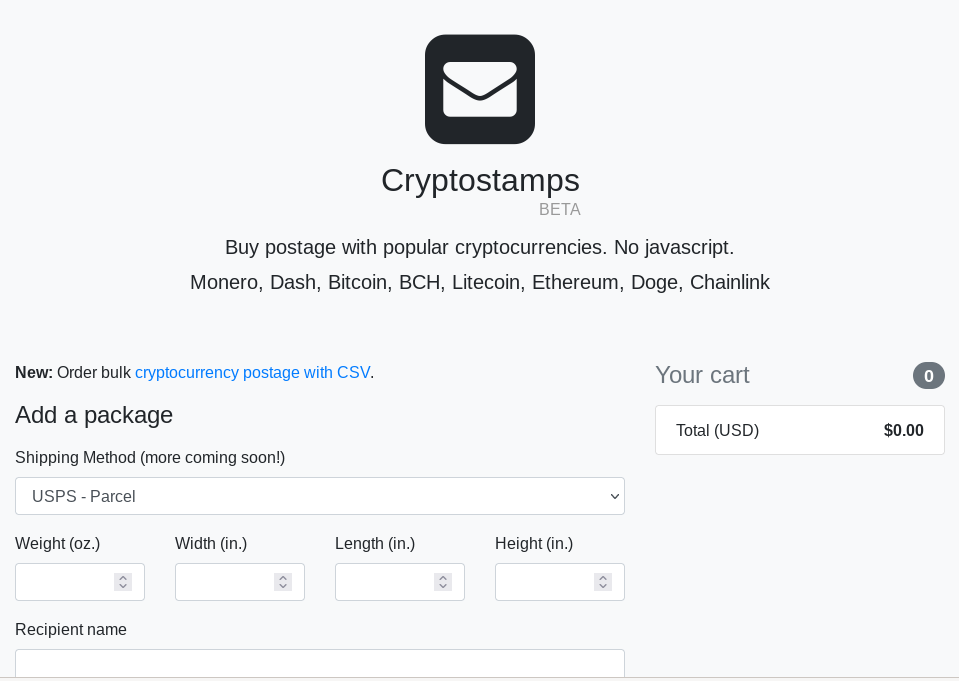 Cryptostamps
BETA
Buy postage with popular cryptocurrencies. No javascript.
Monero, Dash, Bitcoin, BCH, Litecoin, Ethereum, Doge, Chainlink
New: Order bulk cryptocurrency postage with CSV.
Add a package
Shipping Method (more coming soon!)
USPS - Parcel
Weight (oz.)
Width (in.)
Length (in.)
Height (in.)
Recipient name
Your cart
0
Total (USD)
$0.00